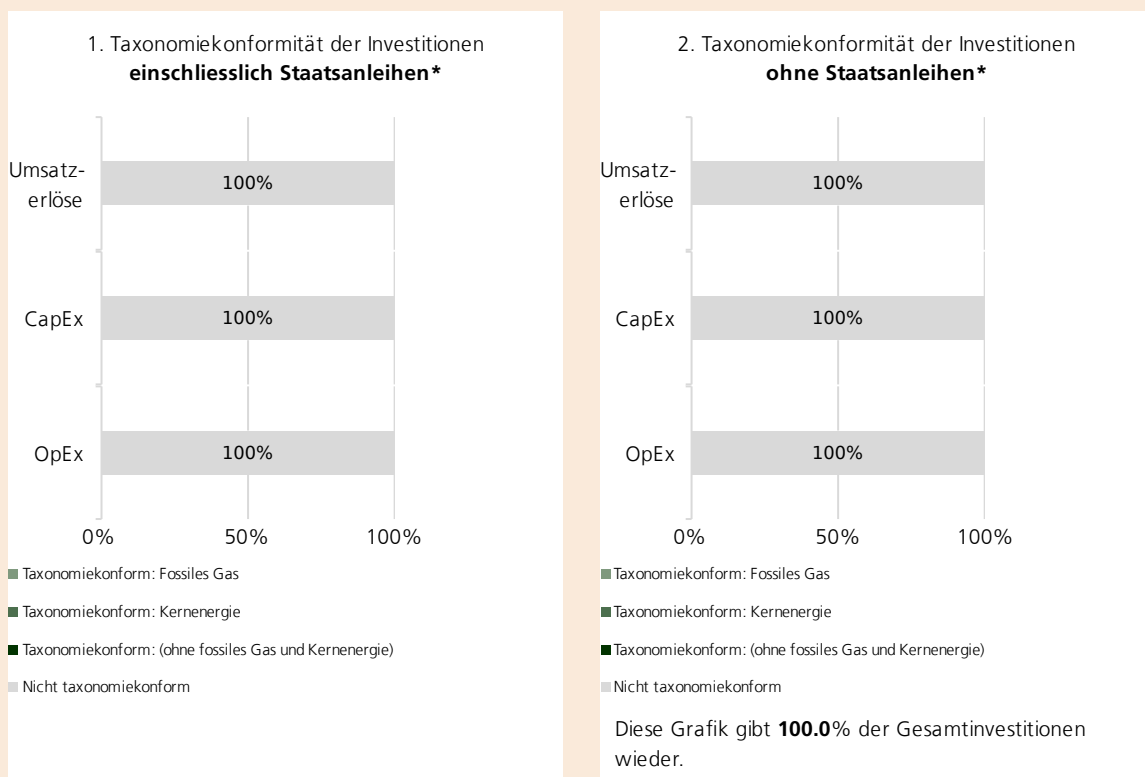 1. Taxonomiekonformität der Investitionen
einschliesslich Staatsanleihen*
Umsatz-
erlöse
100%
CapEx
100%
OpEx
100%
0%
50%
100%
Taxonomiekonform: Fossiles Gas
Taxonomiekonform: Kernenergie
Taxonomiekonform: (ohne fossiles Gas und Kernenergie)
Nicht taxonomiekonform
2. Taxonomiekonformität der Investitionen
ohne Staatsanleihen*
Umsatz-
erlöse
100%
CapEx
100%
OpEx
100%
0%
50%
100%
Taxonomiekonform: Fossiles Gas
Taxonomiekonform: Kernenergie
Taxonomiekonform: (ohne fossiles Gas und Kernenergie)
Nicht taxonomiekonform
Diese Grafik gibt 100.0% der Gesamtinvestitionen
wieder.